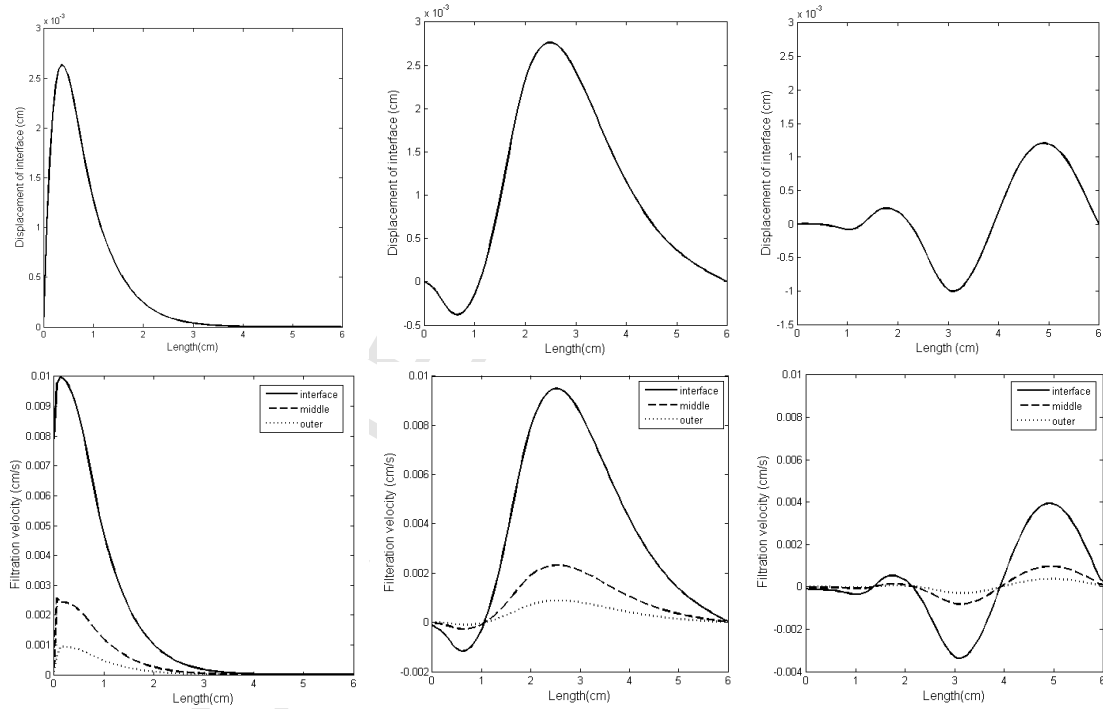 x 10⁻³
3
2.5
2
1.5
1
0.5
0
0 1 2 3 4 5 6
Displacement of interface (cm)
Length(cm)
x 10⁻³
3
2.5
2
1.5
1
0.5
0
-0.5
0 1 2 3 4 5 6
Displacement of interface (cm)
Length(cm)
x 10⁻³
3
2.5
2
1.5
1
0.5
0
-0.5
-1
-1.5
0 1 2 3 4 5 6
Displacement of interface (cm)
Length (cm)
0.01
0.009
0.008
0.007
0.006
0.005
0.004
0.003
0.002
0.001
0
0 1 2 3 4 5 6
Filtration velocity (cm/s)
Length(cm)
interface
middle
outer
0.01
0.008
0.006
0.004
0.002
0
-0.002
0 1 2 3 4 5 6
Filteration velocity (cm/s)
Length(cm)
interface
middle
outer
0.01
0.008
0.006
0.004
0.002
0
-0.002
-0.004
0 1 2 3 4 5 6
Filtration velocity (cm/s)
Length(cm)
interface
middle
outer